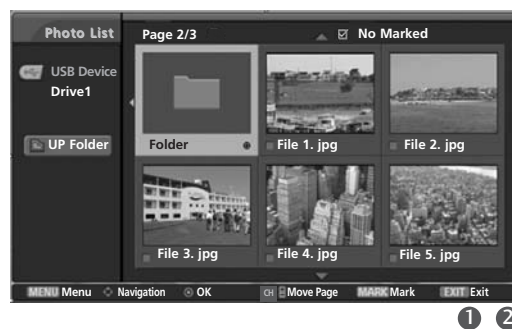 Photo List
Page 2/3
No Marked
USB Device
Drive1
UP Folder
Folder
File 1. jpg
File 2. jpg
File 3. jpg
File 4. jpg
File 5. jpg
MENU Menu Navigation OK CH Move Page MARK Mark EXIT Exit
1 2